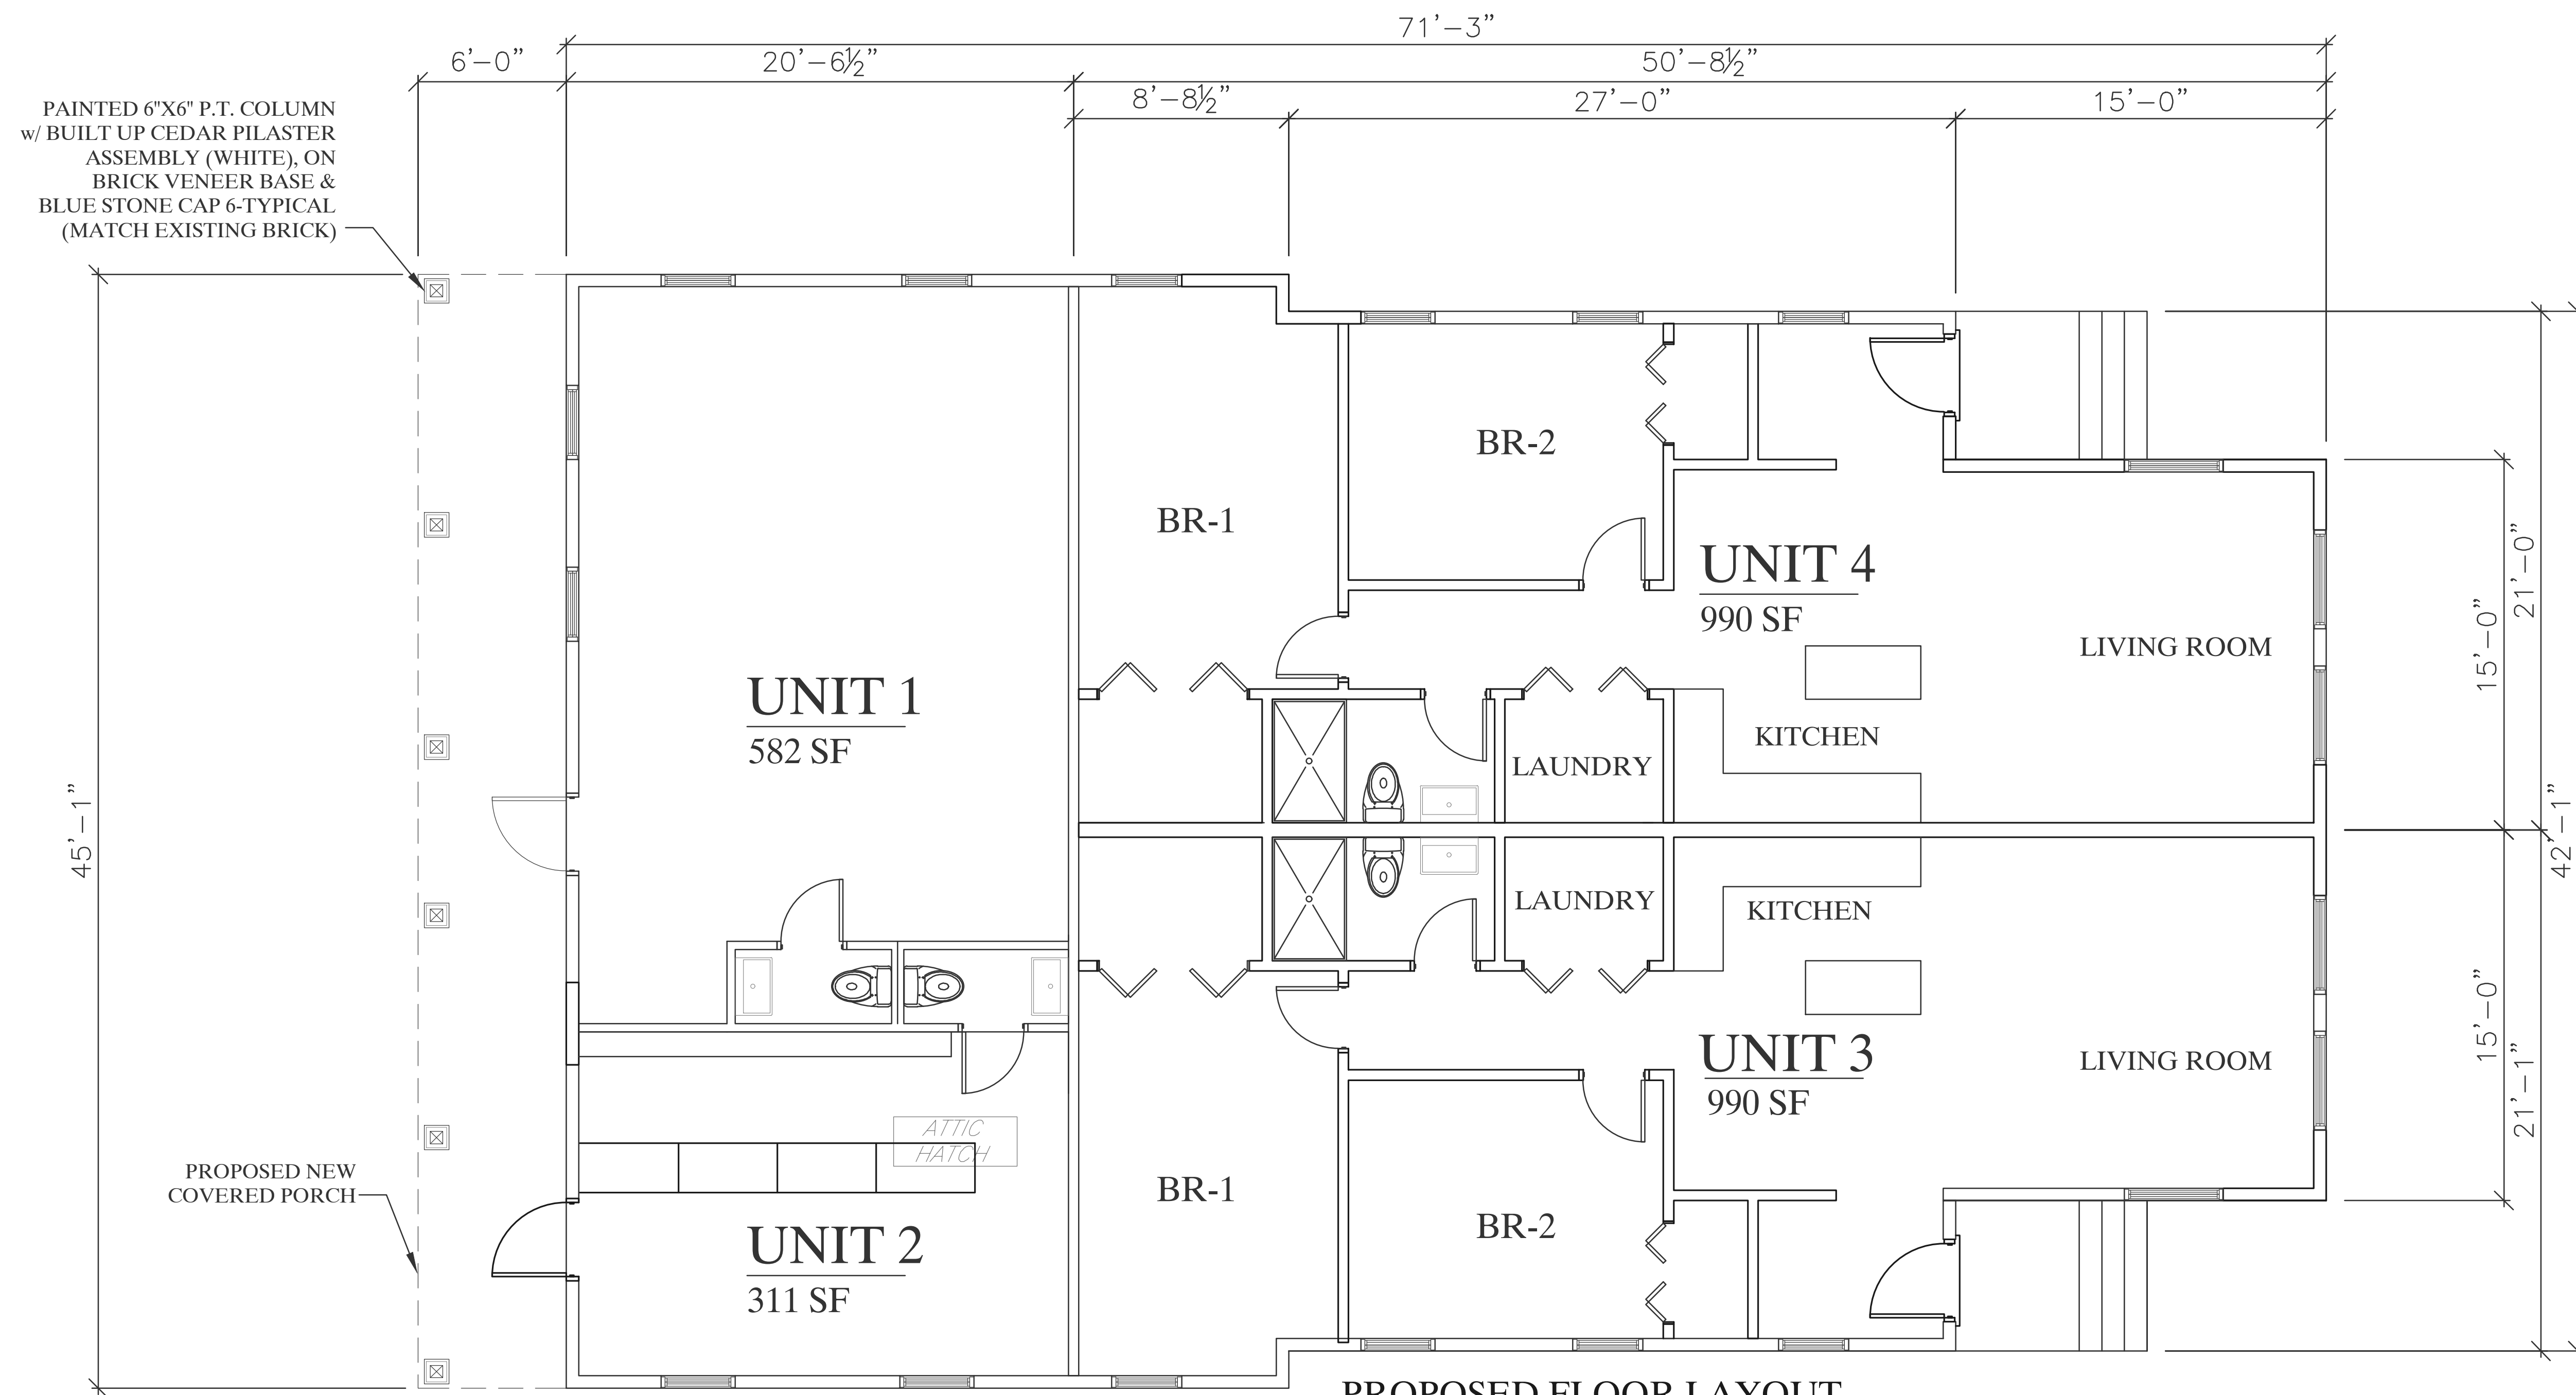 71'-3"
6'-0"
20'-6½"
50'-8½"
8'-8½"
27'-0"
15'-0"
PAINTED 6"X6" P.T. COLUMN
w/ BUILT UP CEDAR PILASTER
ASSEMBLY (WHITE), ON
BRICK VENEER BASE &
BLUE STONE CAP 6-TYPICAL
(MATCH EXISTING BRICK)
BR-2
BR-1
UNIT 4
990 SF
LIVING ROOM
21'-0"
15'-0"
UNIT 1
582 SF
KITCHEN
LAUNDRY
45'-1"
42'-1"
LAUNDRY
KITCHEN
UNIT 3
990 SF
LIVING ROOM
15'-0"
21'-1"
ATTIC
HATCH
PROPOSED NEW
COVERED PORCH
BR-1
BR-2
UNIT 2
311 SF
PROPOSED FLOOR LAYOUT